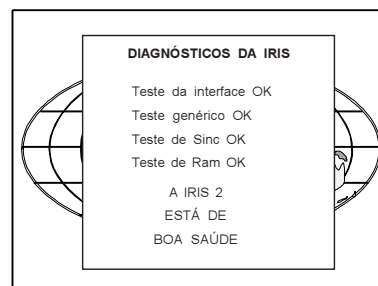 DIAGNÓSTICOS DA IRIS
Teste da interface OK
Teste genérico OK
Teste de Sinc OK
Teste de Ram OK
A IRIS 2
ESTÁ DE
BOA SAÚDE